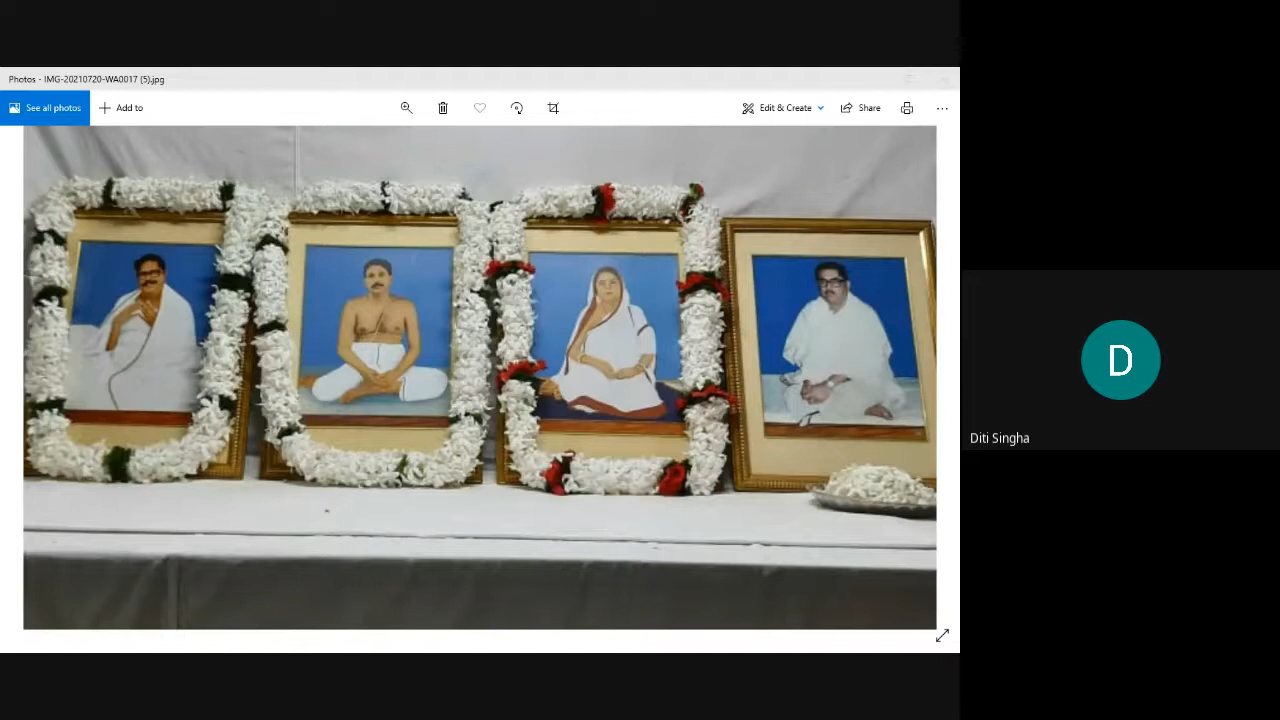 Photos - IMG-20210720-WA0017 (5).jpg
See all photos
Add to
Edit & Create
Share
D
Diti Singha